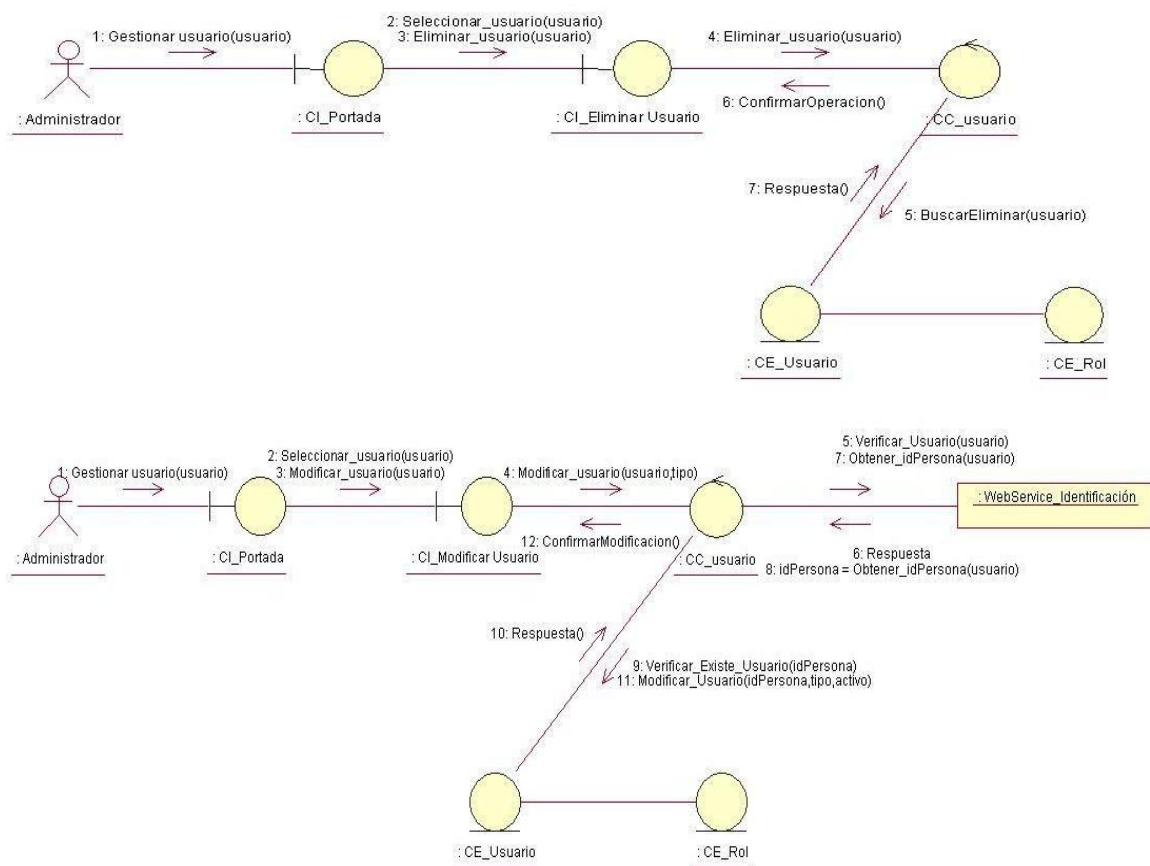 2: Seleccionar_usuario(usuario)
1: Gestionar usuario(usuario)
3: Eliminar_usuario(usuario)
4: Eliminar_usuario(usuario)
6: ConfirmarOperacion()
: Administrador
: CI_Portada
: CI_Eliminar Usuario
: CC_usuario
7: Respuesta()
5: BuscarEliminar(usuario)
: CE_Usuario
: CE_Rol
5: Verificar_Usuario(usuario)
2: Seleccionar_usuario(usuario)
7: Obtener_idPersona(usuario)
1: Gestionar usuario(usuario)
3: Modificar_usuario(usuario)
4: Modificar_usuario(usuario,tipo)
: WebService_Identificación
12: ConfirmarModificacion()
: Administrador
: CI_Portada
: CI_Modificar Usuario
: CC_usuario
6: Respuesta
8: idPersona = Obtener_idPersona(usuario)
10: Respuesta()
9: Verificar_Existe_Usuario(idPersona)
11: Modificar_Usuario(idPersona,tipo,activo)
: CE_Usuario
: CE_Rol